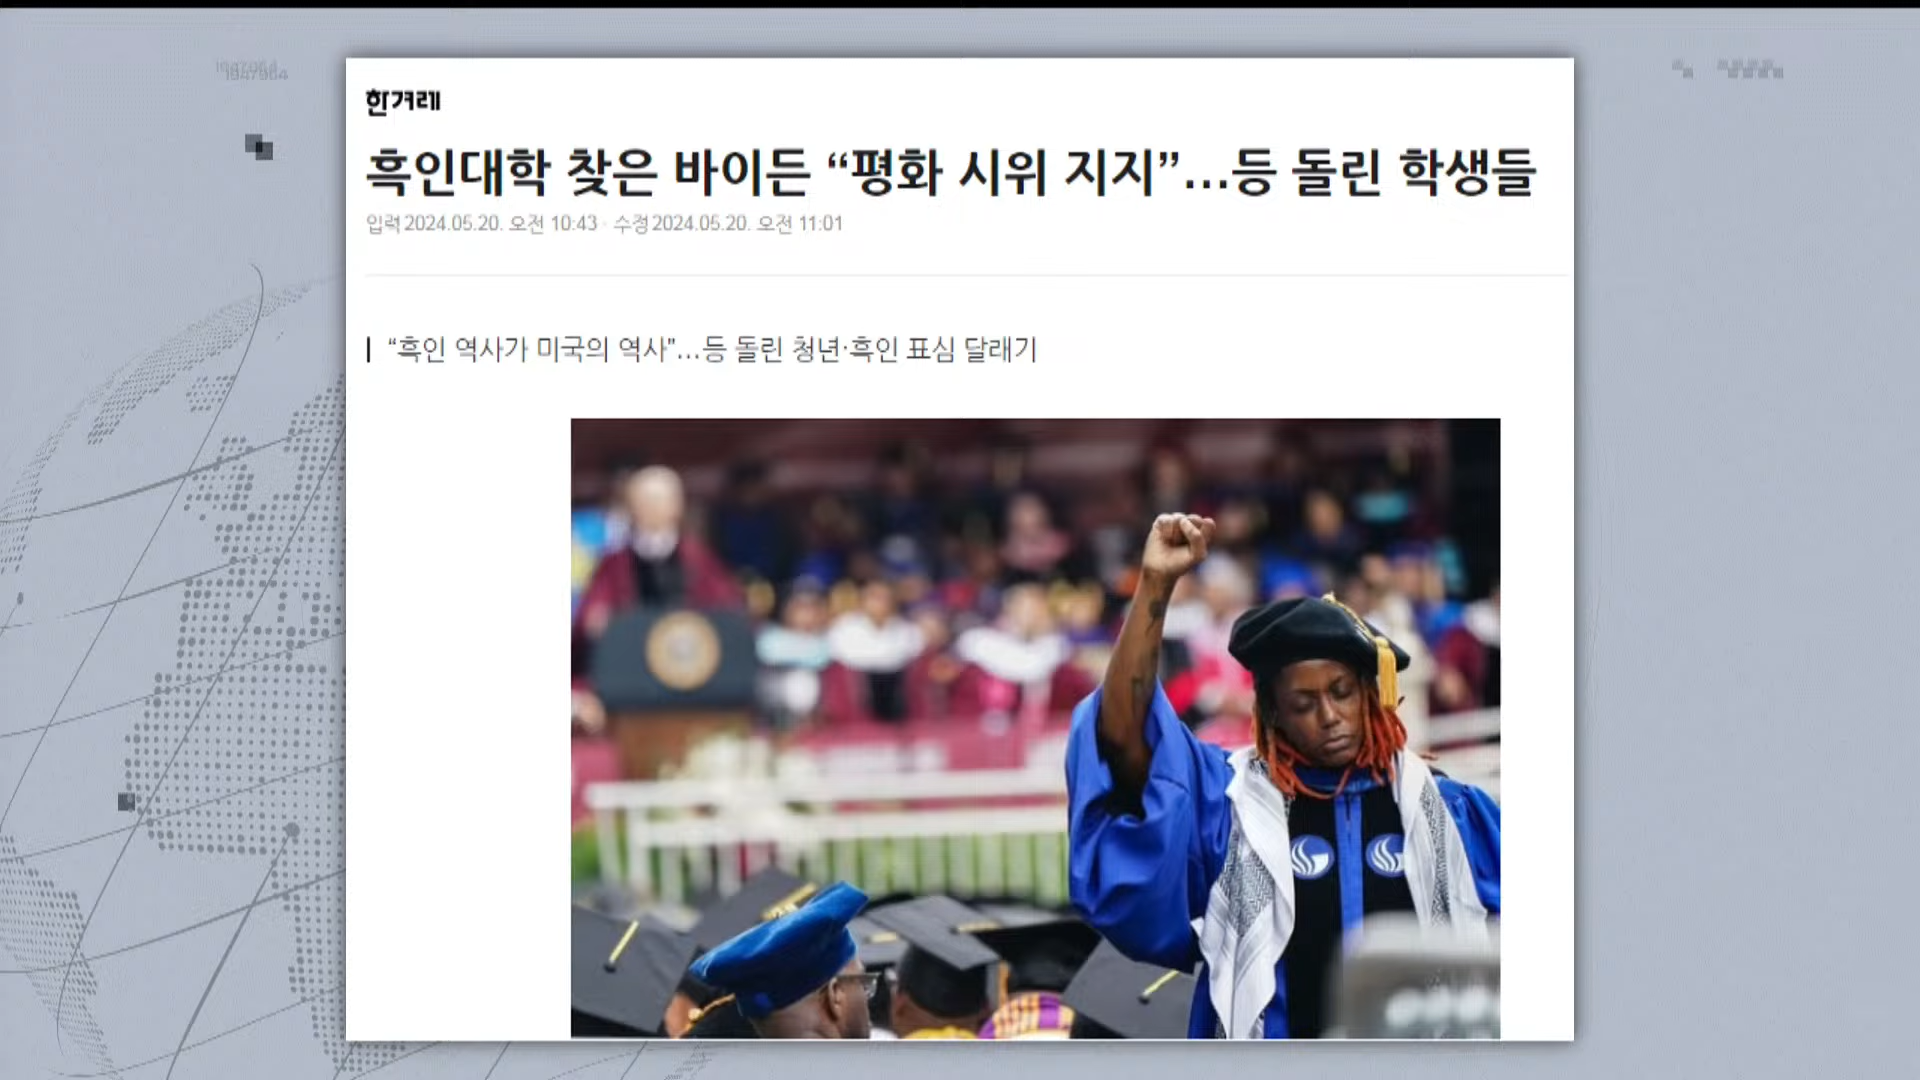 한겨레
흑인대학 찾은 바이든 “평화 시위 지지”…등 돌린 학생들
입력 2024.05.20. 오전 10:43 · 수정 2024.05.20. 오전 11:01
“흑인 역사가 미국의 역사”…등 돌린 청년·흑인 표심 달래기